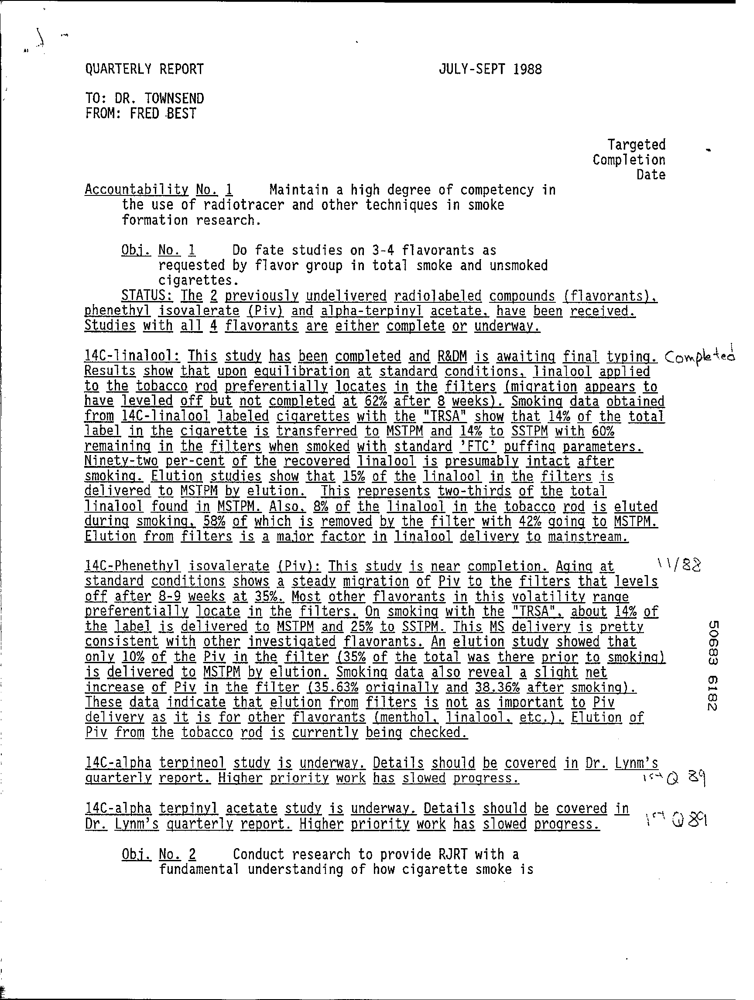 QUARTERLY REPORT JULY-SEPT 1988
TO: DR. TOWNSEND
FROM: FRED BEST
Targeted
Completion
Date
Accountability No. 1 Maintain a high degree of competency in
the use of radiotracer and other techniques in smoke
formation research.
Obj. No. 1 Do fate studies on 3-4 flavorants as
requested by flavor group in total smoke and unsmoked
cigarettes.
STATUS: The 2 previously undelivered radiolabeled compounds (flavorants),
phenethyl isovalerate (Piv) and alpha-terpinyl acetate, have been received.
Studies with all 4 flavorants are either complete or underway.
14C-linalool: This study has been completed and R&DM is awaiting final typing. Completed
Results show that upon equilibration at standard conditions, linalool applied
to the tobacco rod preferentially locates in the filters (migration appears to
have leveled off but not completed at 62% after 8 weeks). Smoking data obtained
from 14C-linalool labeled cigarettes with the "TRSA" show that 14% of the total
label in the cigarette is transferred to MSTPM and 14% to SSTPM with 60%
remaining in the filters when smoked with standard 'FTC' puffing parameters.
Ninety-two per-cent of the recovered linalool is presumably intact after
smoking. Elution studies show that 15% of the linalool in the filters is
delivered to MSTPM by elution. This represents two-thirds of the total
linalool found in MSTPM. Also, 8% of the linalool in the tobacco rod is eluted
during smoking, 58% of which is removed by the filter with 42% going to MSTPM.
Elution from filters is a major factor in linalool delivery to mainstream.
14C-Phenethyl isovalerate (Piv): This study is near completion. Aging at 11/88
standard conditions shows a steady migration of Piv to the filters that levels
off after 8-9 weeks at 35%. Most other flavorants in this volatility range
preferentially locate in the filters. On smoking with the "TRSA", about 14% of
the label is delivered to MSTPM and 25% to SSTPM. This MS delivery is pretty
consistent with other investigated flavorants. An elution study showed that
only 10% of the Piv in the filter (35% of the total was there prior to smoking)
is delivered to MSTPM by elution. Smoking data also reveal a slight net
increase of Piv in the filter (35.63% originally and 38.36% after smoking).
These data indicate that elution from filters is not as important to Piv
delivery as it is for other flavorants (menthol, linalool, etc.). Elution of
Piv from the tobacco rod is currently being checked.
14C-alpha terpineol study is underway. Details should be covered in Dr. Lynm's
quarterly report. Higher priority work has slowed progress. 1st Q 89
14C-alpha terpinyl acetate study is underway. Details should be covered in
Dr. Lynm's quarterly report. Higher priority work has slowed progress. 1st Q 89
Obj. No. 2 Conduct research to provide RJRT with a
fundamental understanding of how cigarette smoke is
50683 6182